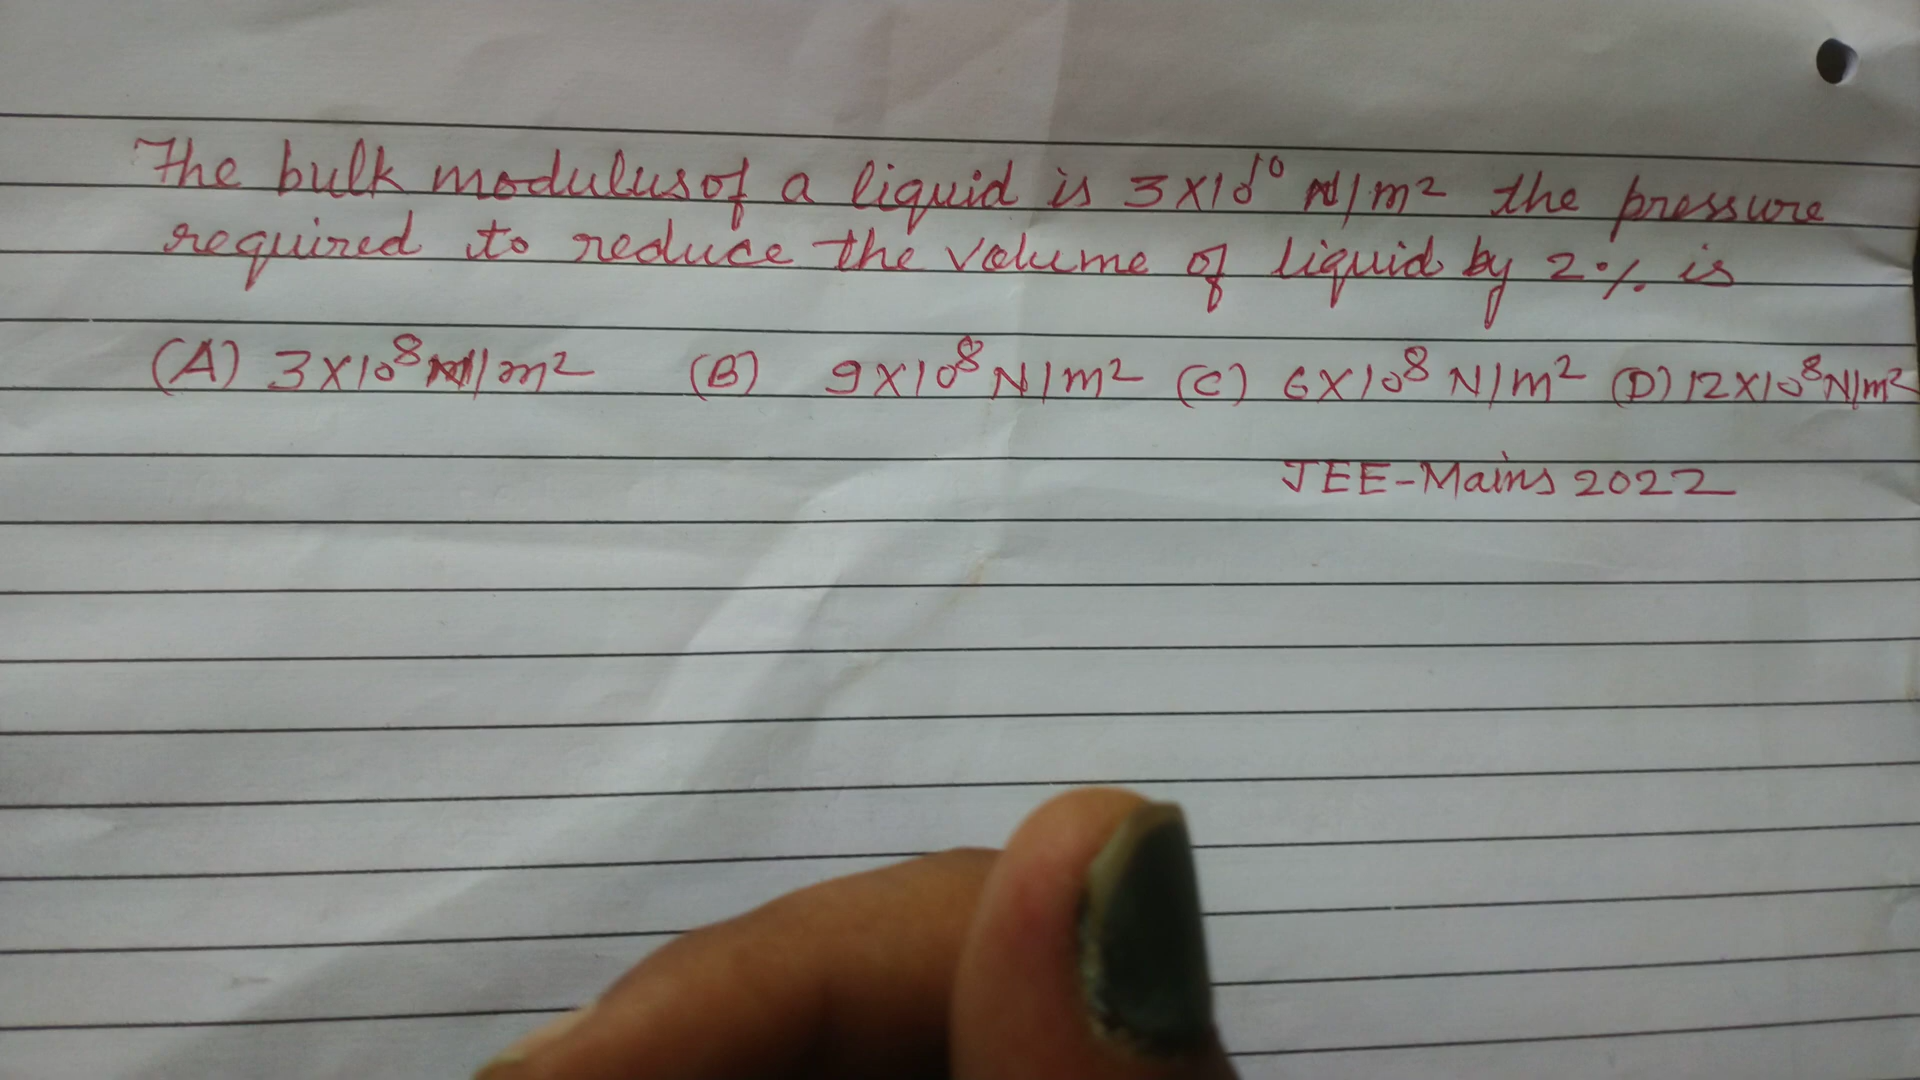 The bulk modulus of a liquid is 3×10¹⁰ N/m² the pressure
required to reduce the volume of liquid by 2% is
(A) 3×10⁸ N/m² (B) 9×10⁸ N/m² (C) 6×10⁸ N/m² (D) 12×10⁸ N/m²
JEE-Mains 2022